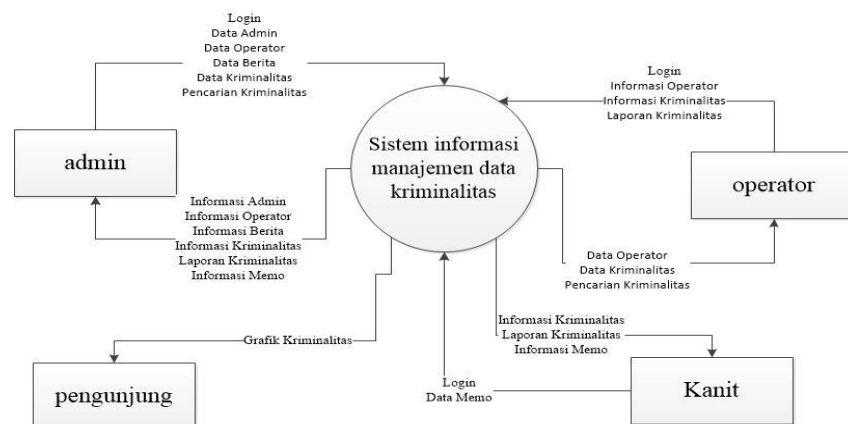 Login
Data Admin
Data Operator
Data Berita
Data Kriminalitas
Pencarian Kriminalitas
Login
Informasi Operator
Informasi Kriminalitas
Laporan Kriminalitas
admin
Sistem informasi
manajemen data
kriminalitas
operator
Informasi Admin
Informasi Operator
Informasi Berita
Informasi Kriminalitas
Laporan Kriminalitas
Informasi Memo
Data Operator
Data Kriminalitas
Pencarian Kriminalitas
Grafik Kriminalitas
Informasi Kriminalitas
Laporan Kriminalitas
Informasi Memo
pengunjung
Login
Data Memo
Kanit